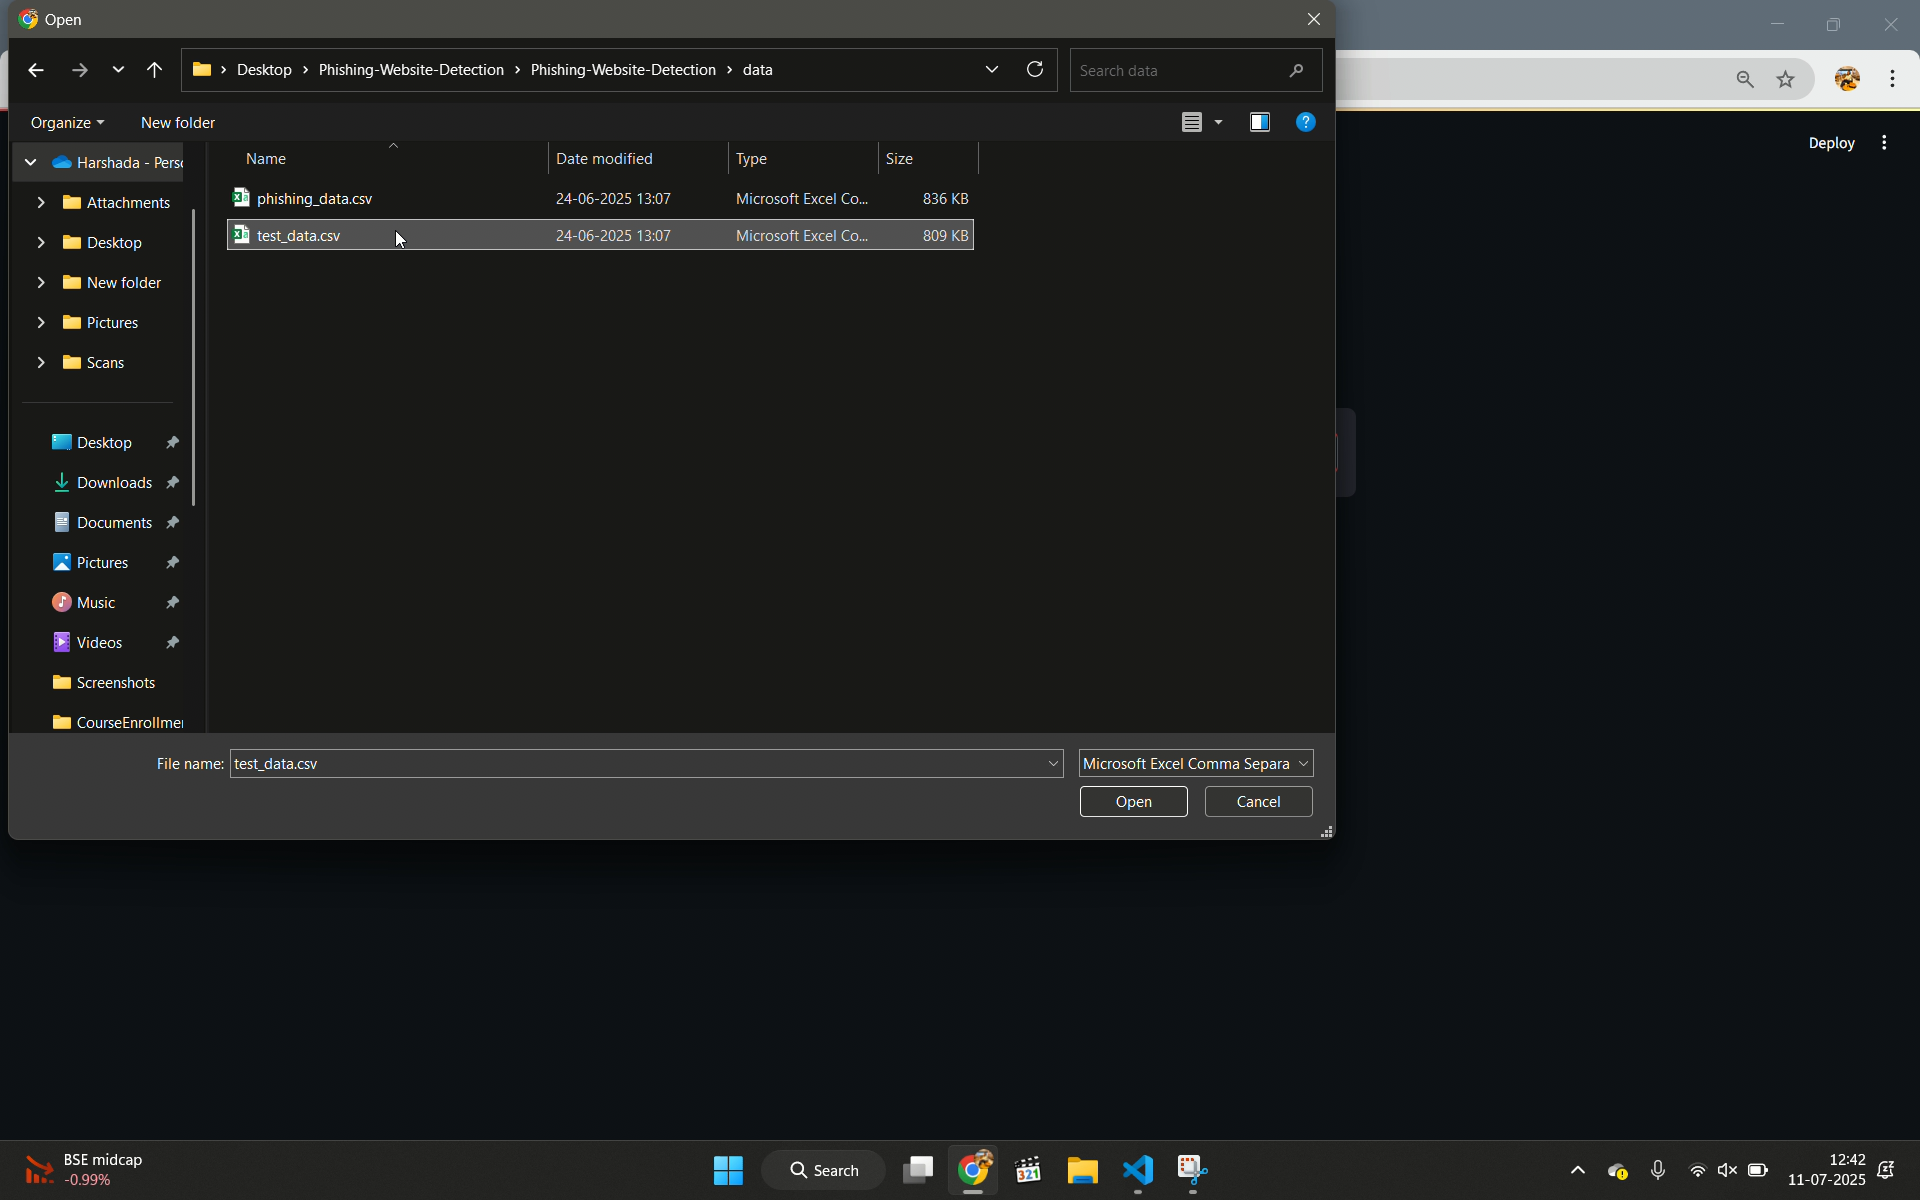 Open
Desktop > Phishing-Website-Detection > Phishing-Website-Detection > data
Search data
Organize
New folder
Deploy
Harshada - Perso
Attachments
Desktop
New folder
Pictures
Scans
Desktop
Downloads
Documents
Pictures
Music
Videos
Screenshots
CourseEnrollmer
Name Date modified Type Size
phishing_data.csv 24-06-2025 13:07 Microsoft Excel Co... 836 KB
test_data.csv 24-06-2025 13:07 Microsoft Excel Co... 809 KB
File name: test_data.csv Microsoft Excel Comma Separa
Open Cancel
BSE midcap
-0.99%
Search
321
12:42
11-07-2025